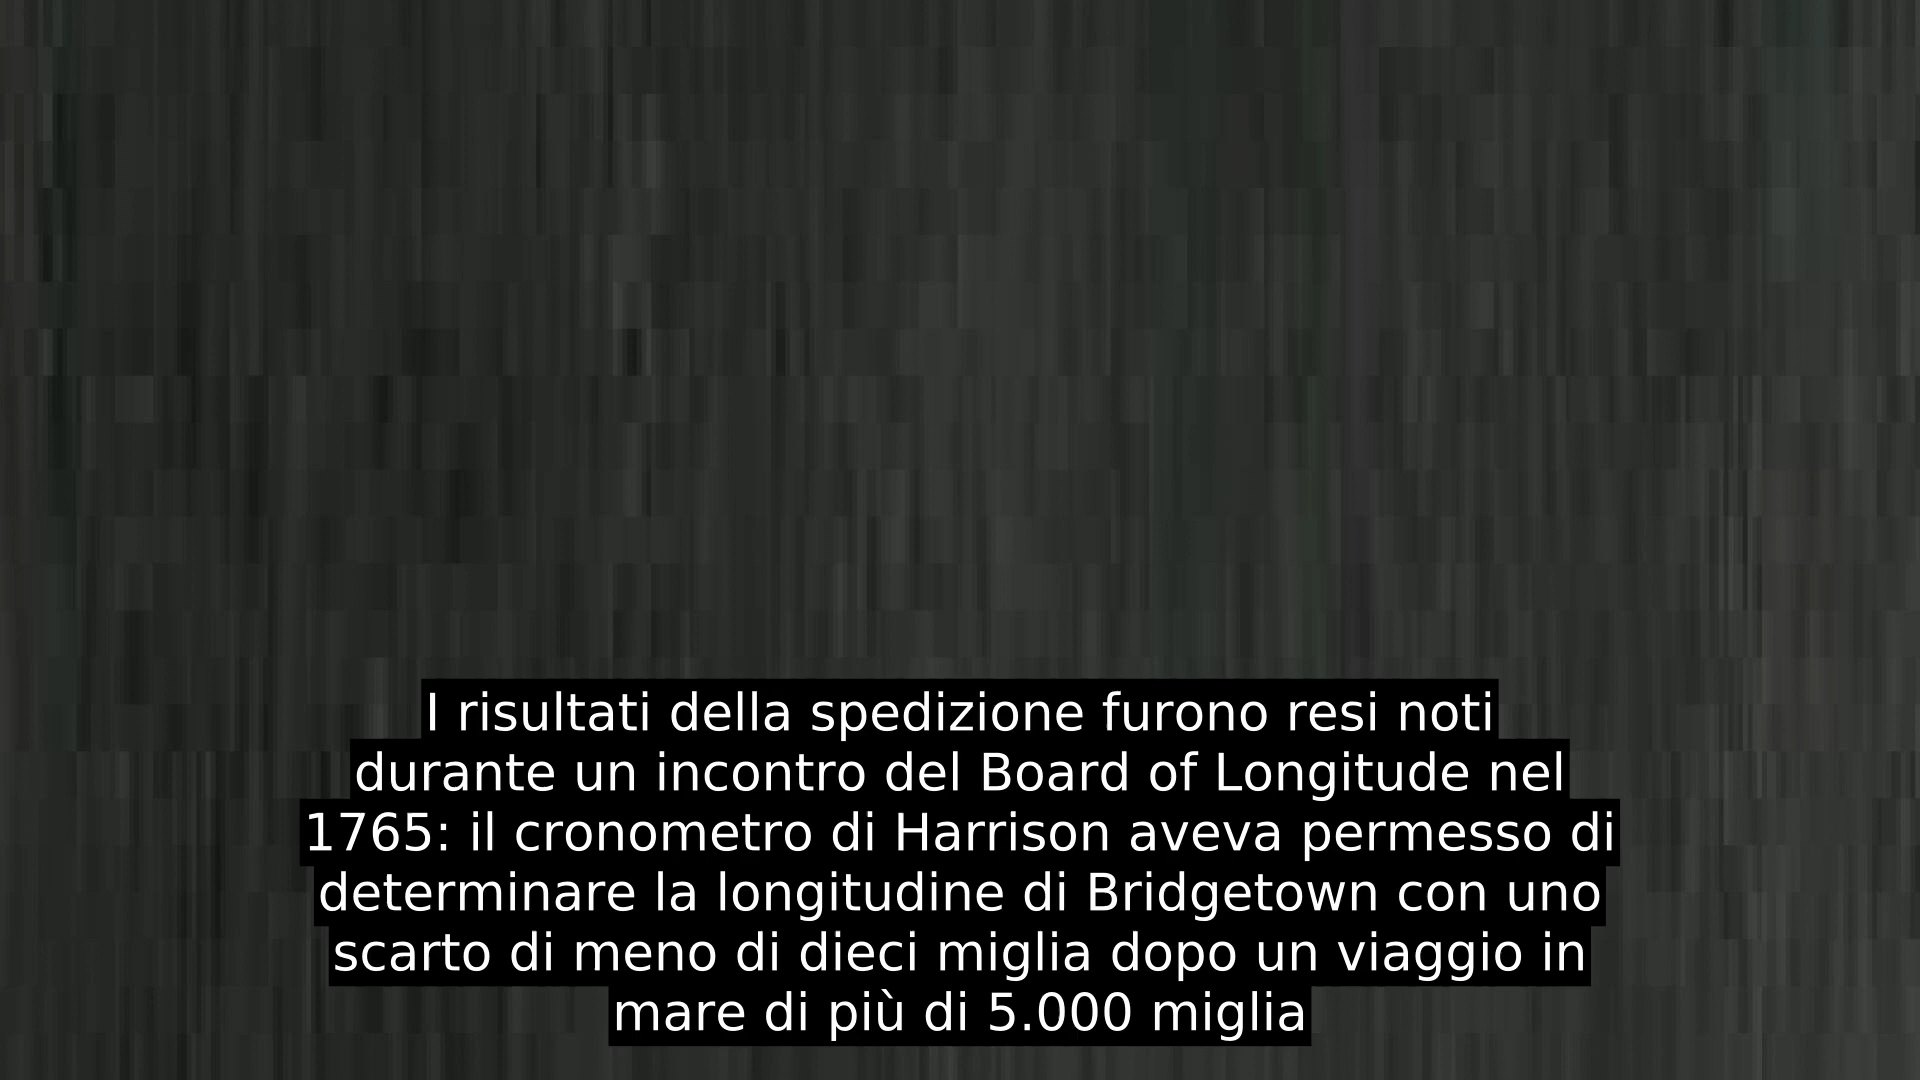 I risultati della spedizione furono resi noti
durante un incontro del Board of Longitude nel
1765: il cronometro di Harrison aveva permesso di
determinare la longitudine di Bridgetown con uno
scarto di meno di dieci miglia dopo un viaggio in
mare di più di 5.000 miglia